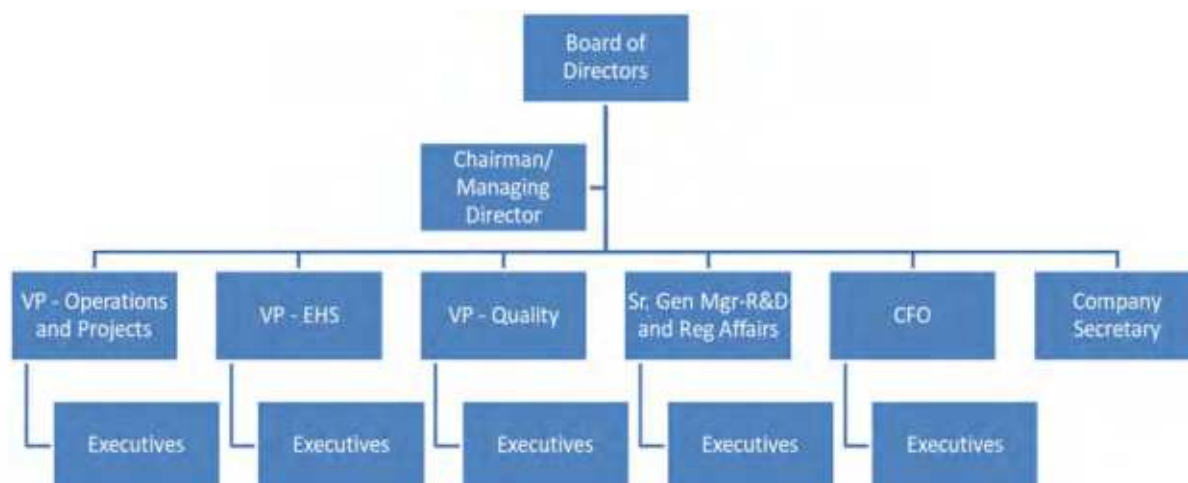 Board of
Directors
Chairman/
Managing
Director
VP - Operations
and Projects
VP - EHS
VP - Quality
Sr. Gen Mgr-R&D
and Reg Affairs
CFO
Company
Secretary
Executives
Executives
Executives
Executives
Executives